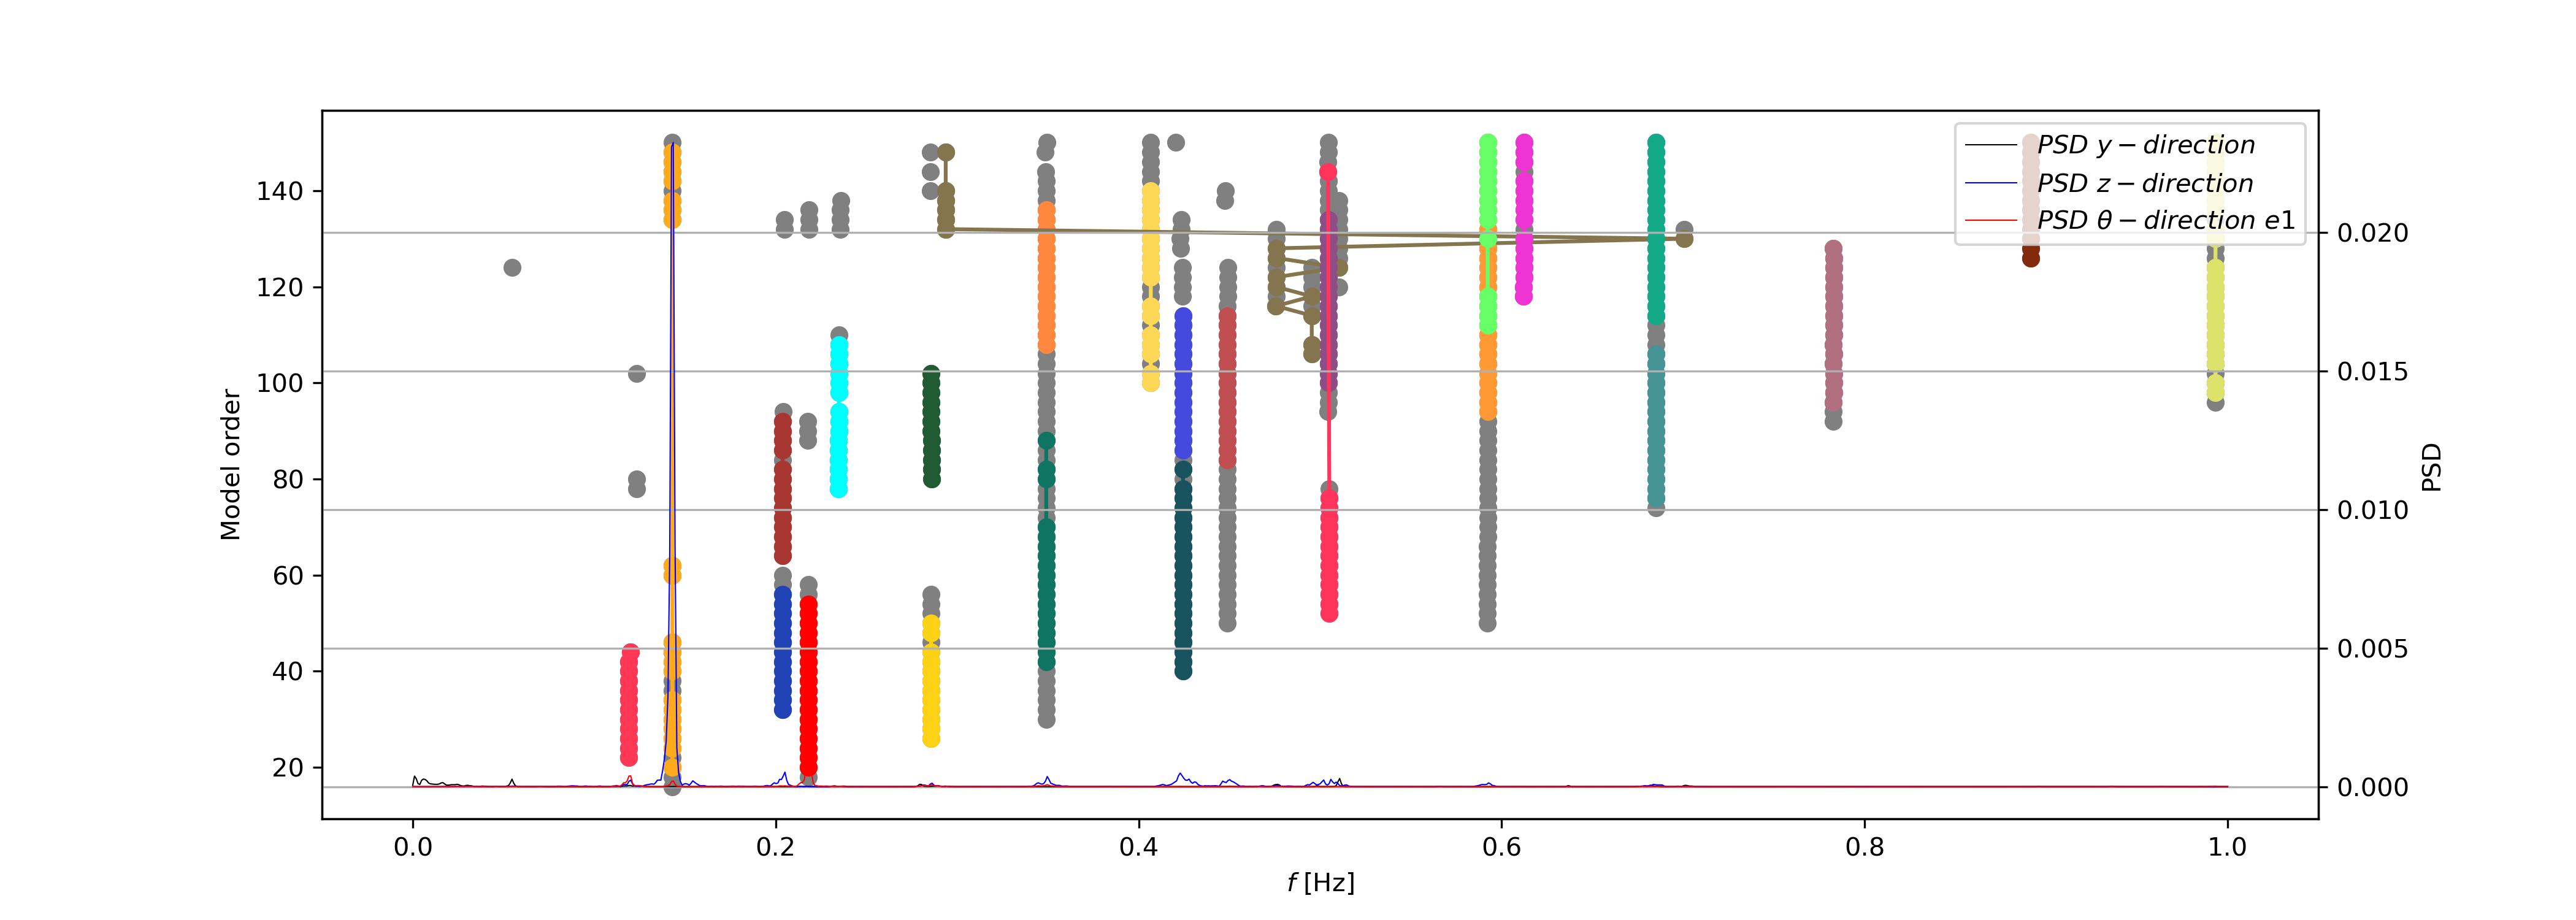 PSD y − direction
PSD z − direction
PSD θ − direction e1
140
120
100
80
60
40
20
Model order
0.020
0.015
0.010
0.005
0.000
PSD
0.0 0.2 0.4 0.6 0.8 1.0
f [Hz]